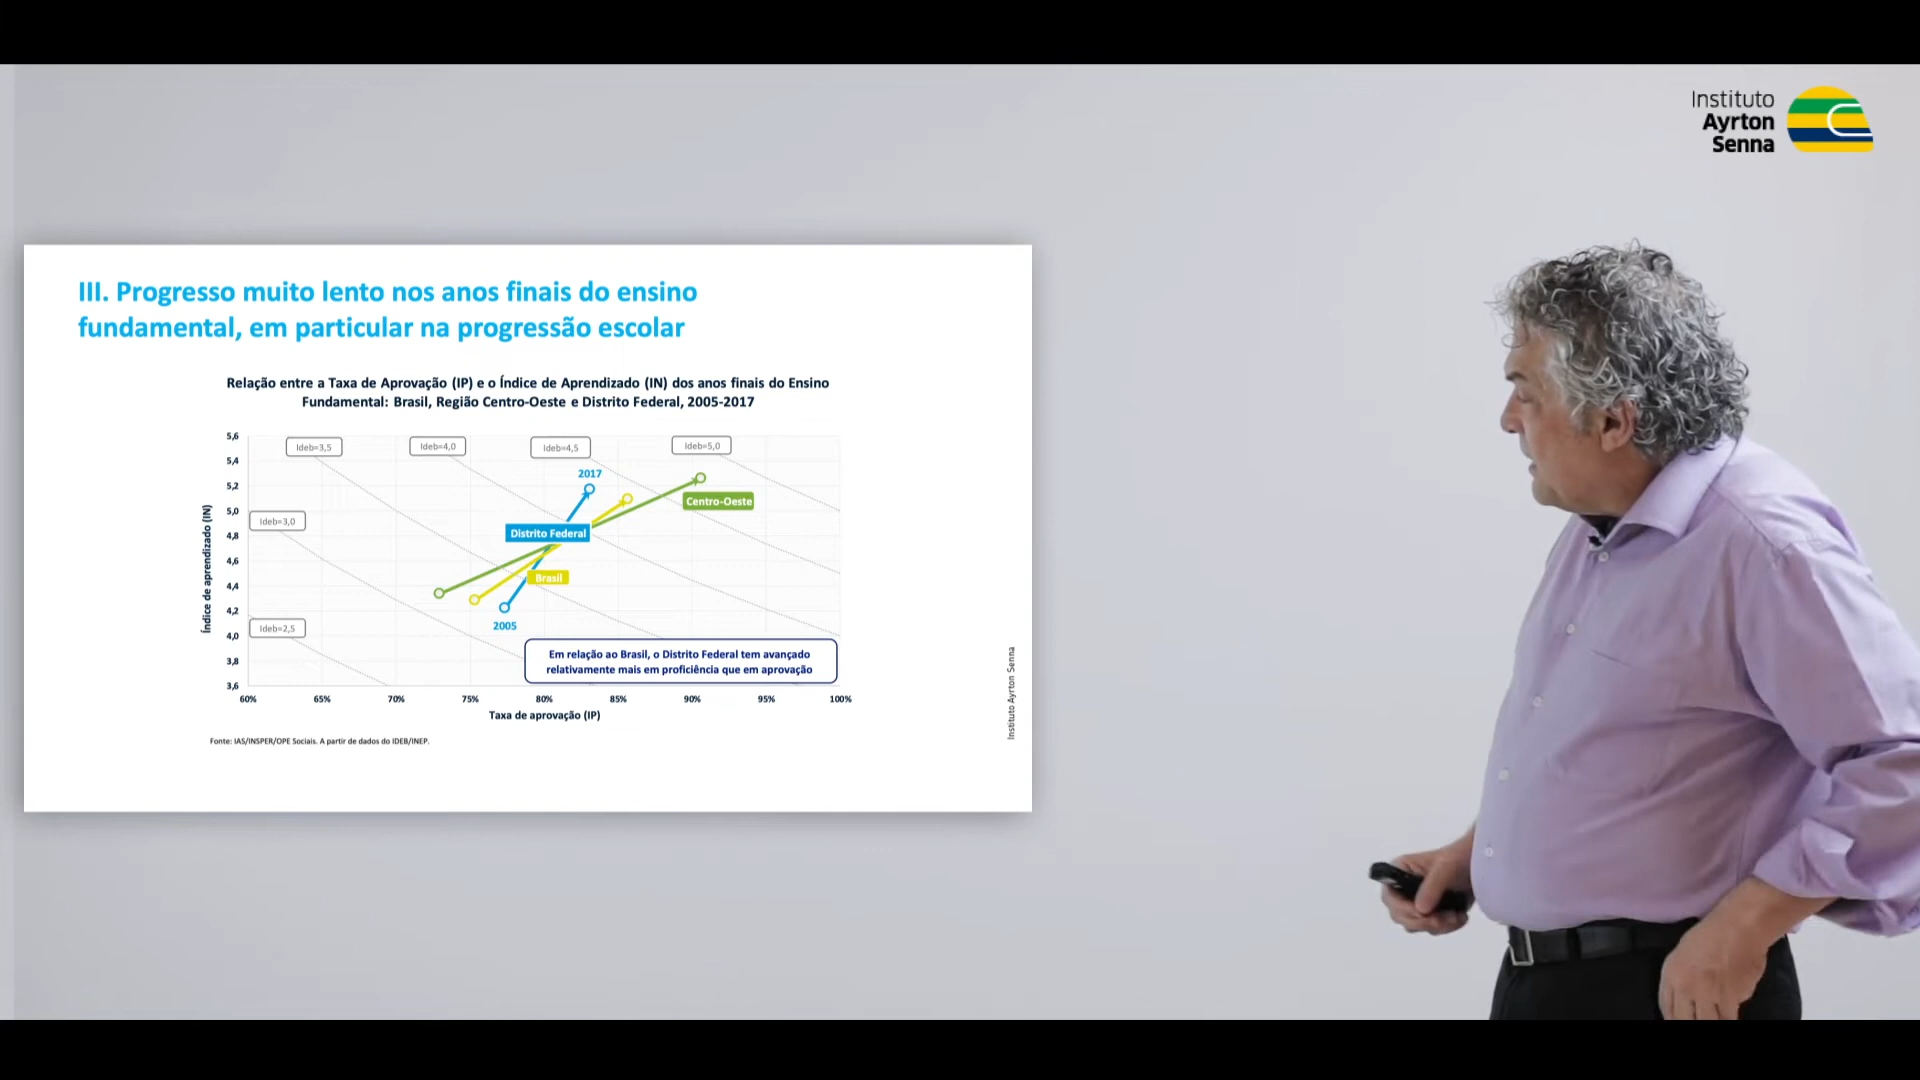 Instituto
Ayrton
Senna
III. Progresso muito lento nos anos finais do ensino
fundamental, em particular na progressão escolar
Relação entre a Taxa de Aprovação (IP) e o Índice de Aprendizado (IN) dos anos finais do Ensino
Fundamental: Brasil, Região Centro-Oeste e Distrito Federal, 2005-2017
Índice de aprendizado (IN)
5,6
5,4
5,2
5,0
4,8
4,6
4,4
4,2
4,0
3,8
3,6
Ideb=3,5
Ideb=4,0
Ideb=4,5
Ideb=5,0
Ideb=3,0
Ideb=2,5
2017
Centro-Oeste
Distrito Federal
Brasil
2005
Em relação ao Brasil, o Distrito Federal tem avançado
relativamente mais em proficiência que em aprovação
60% 65% 70% 75% 80% 85% 90% 95% 100%
Taxa de aprovação (IP)
Fonte: IAS/INSPER/OPE Sociais. A partir de dados do IDEB/INEP.
Instituto Ayrton Senna